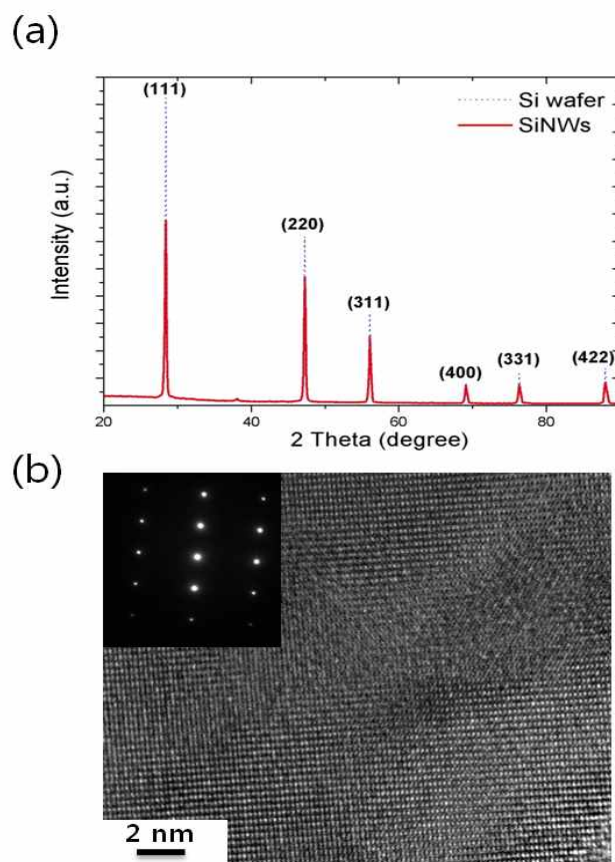 (a)
(111)
Si wafer
SiNWs
(220)
(311)
(400)
(331)
(422)
Intensity (a.u.)
20
40
60
80
2 Theta (degree)
(b)
2 nm